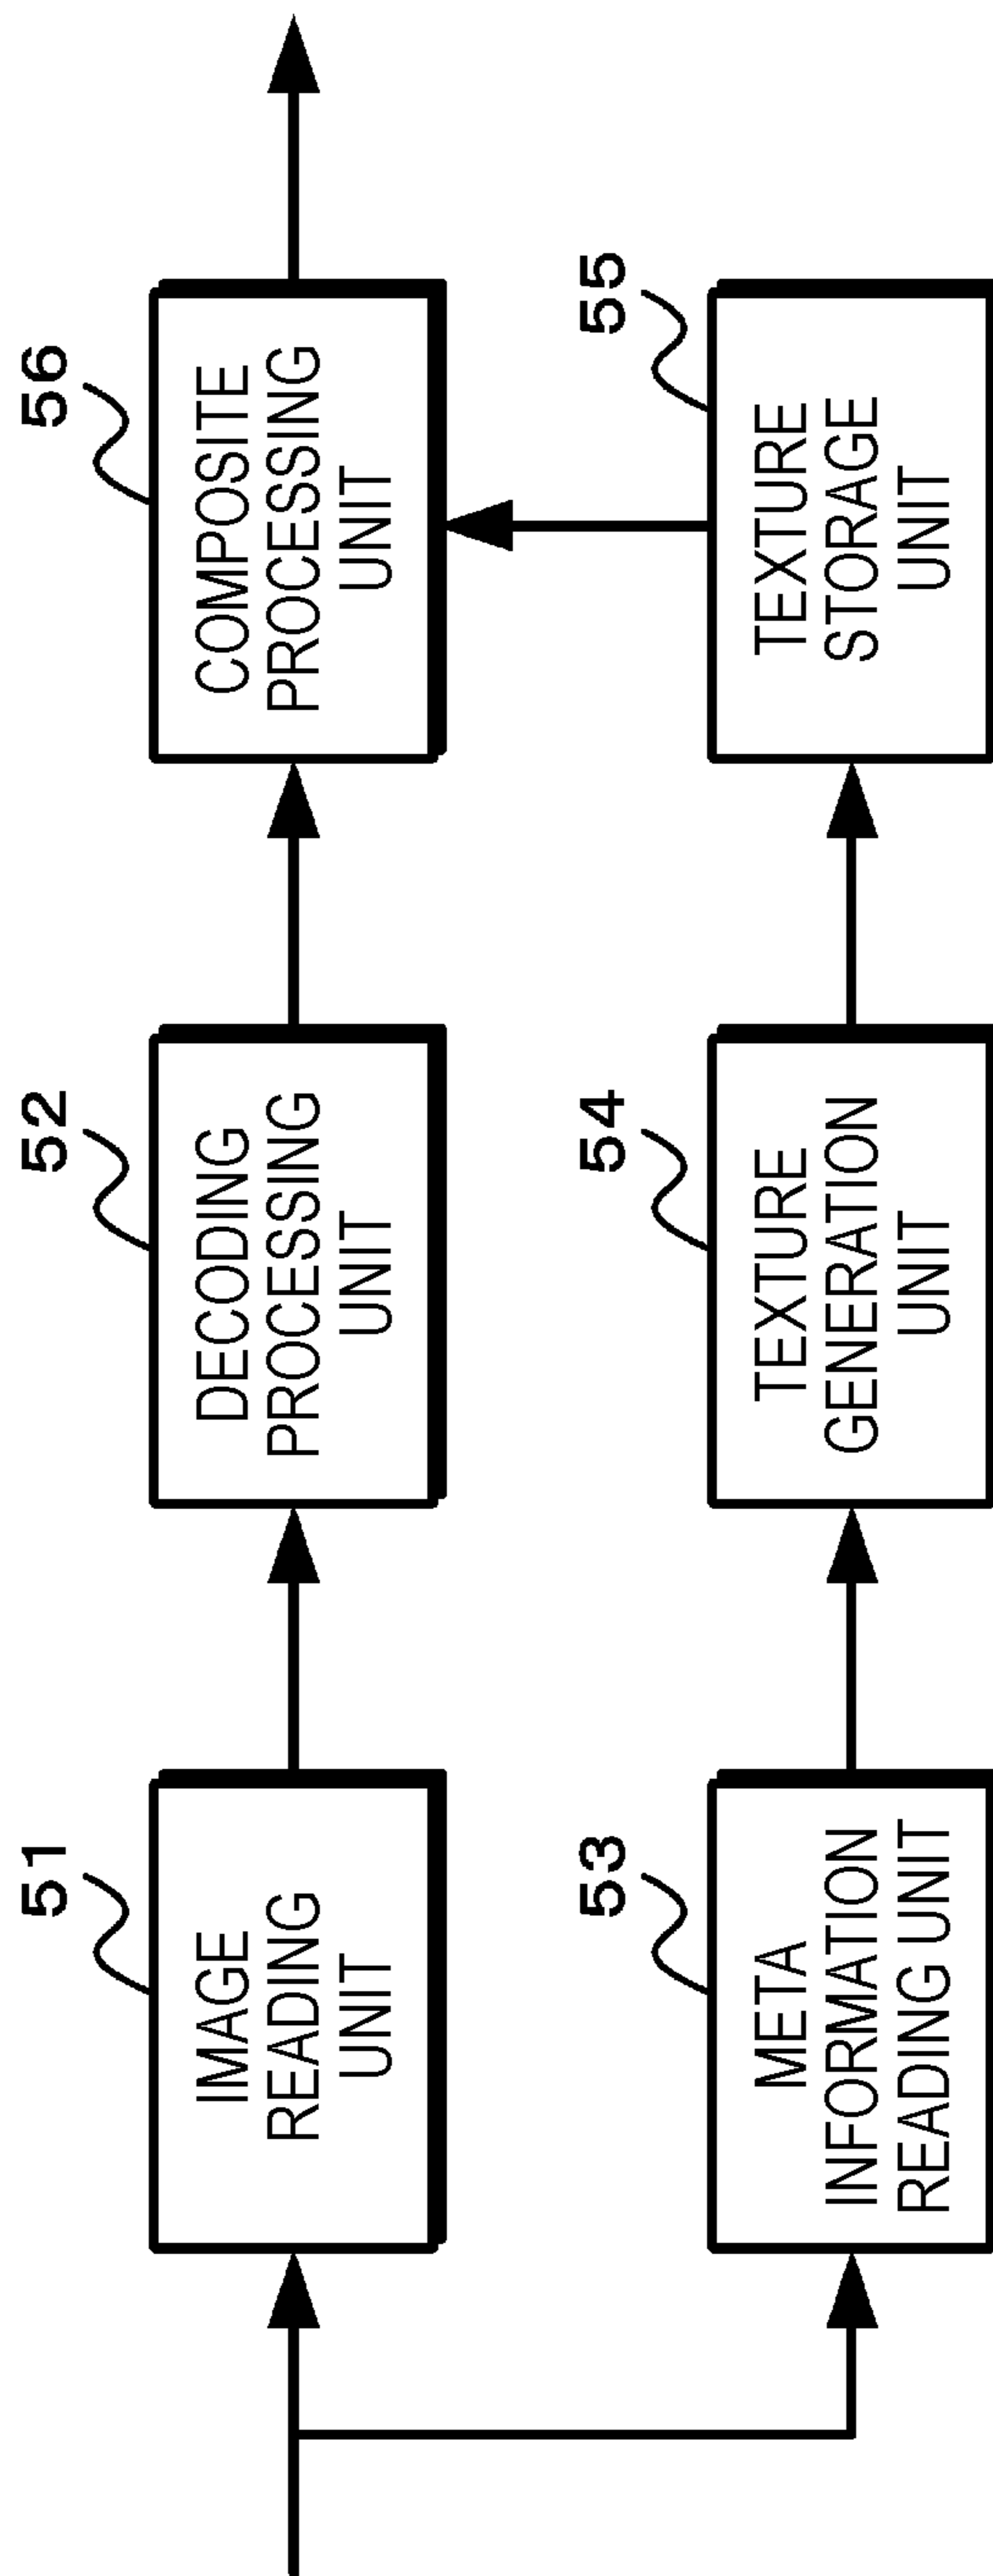 51
IMAGE
READING
UNIT
52
DECODING
PROCESSING
UNIT
56
COMPOSITE
PROCESSING
UNIT
53
META
INFORMATION
READING UNIT
54
TEXTURE
GENERATION
UNIT
55
TEXTURE
STORAGE
UNIT